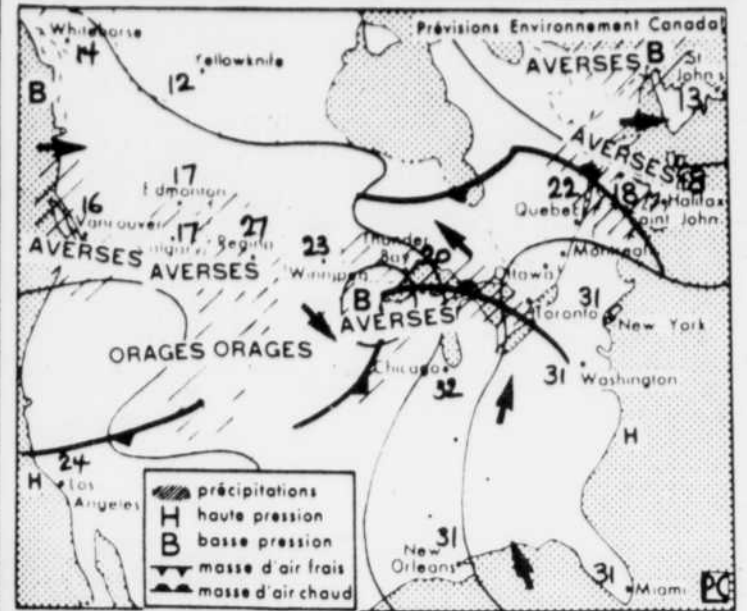 Prévisions Environnement Canada
Whitehorse
14
Yellowknife
12
B
AVERSES B
St John's
13
17
Edmonton
16
Vancouver
17
Calgary
27
Regina
23
Winnipeg
Thunder Bay
20
AVERSES
22
Québec
18
Halifax
Saint John
Montréal
Ottawa
Toronto
AVERSES
AVERSES
B
AVERSES
31
New York
ORAGES ORAGES
Chicago
32
31
Washington
H
24
H
Los Angeles
précipitations
H haute pression
B basse pression
masse d'air frais
masse d'air chaud
31
New Orleans
31
Miami
PC